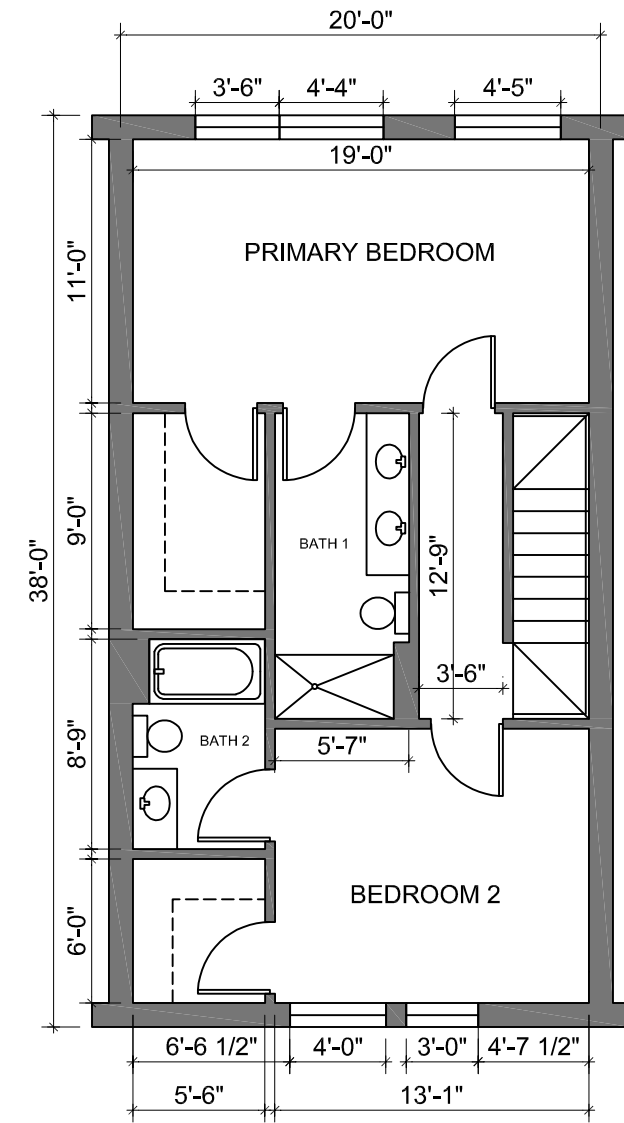 20'-0"
3'-6" 4'-4" 4'-5"
19'-0"
PRIMARY BEDROOM
11'-0"
9'-0"
BATH 1
12'-9"
38'-0"
3'-6"
8'-9"
BATH 2
5'-7"
BEDROOM 2
6'-0"
6'-6 1/2" 4'-0" 3'-0" 4'-7 1/2"
5'-6" 13'-1"